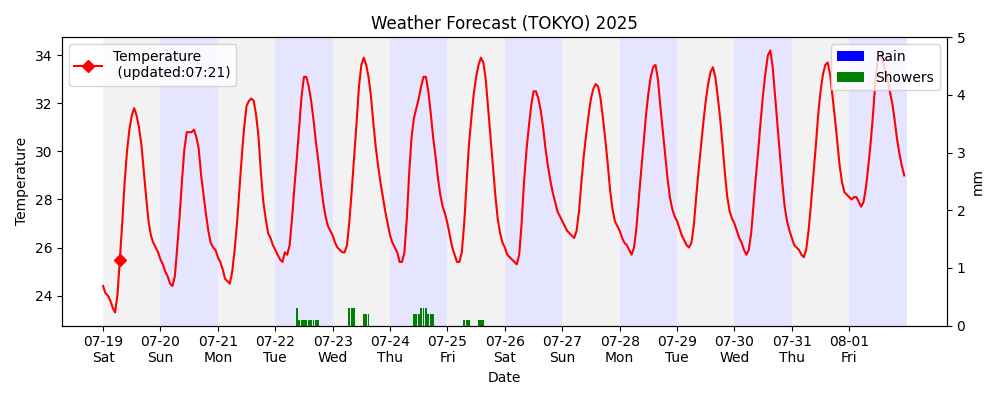 Weather Forecast (TOKYO) 2025
Temperature
(updated:07:21)
Rain
Showers
Temperature
34
32
30
28
26
24
mm
5
4
3
2
1
0
07-19 07-20 07-21 07-22 07-23 07-24 07-25 07-26 07-27 07-28 07-29 07-30 07-31 08-01
Sat Sun Mon Tue Wed Thu Fri Sat Sun Mon Tue Wed Thu Fri
Date